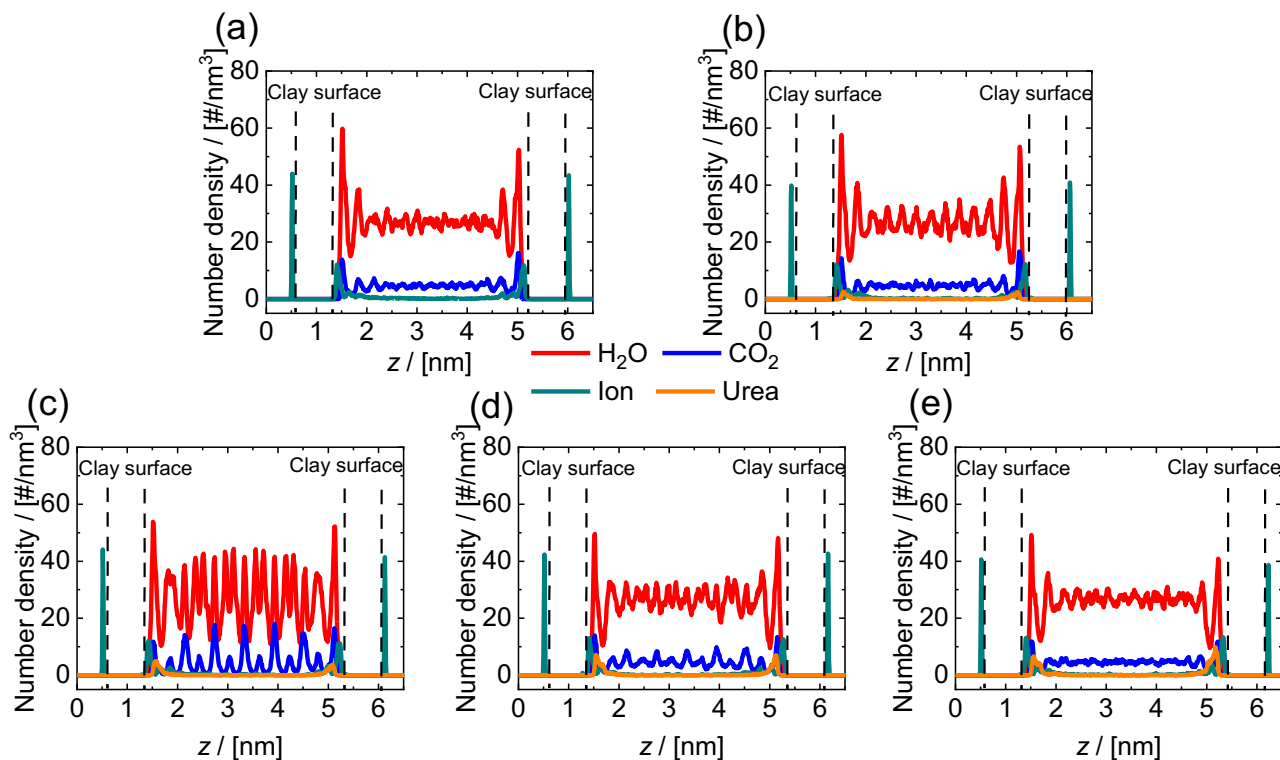 (a)
Number density / [#/nm³]
80
60
40
20
0
Clay surface
Clay surface
0 1 2 3 4 5 6
z / [nm]
(b)
Number density / [#/nm³]
80
60
40
20
0
Clay surface
Clay surface
0 1 2 3 4 5 6
z / [nm]
H₂O CO₂
Ion Urea
(c)
Number density / [#/nm³]
80
60
40
20
0
Clay surface
Clay surface
0 1 2 3 4 5 6
z / [nm]
(d)
Number density / [#/nm³]
80
60
40
20
0
Clay surface
Clay surface
0 1 2 3 4 5 6
z / [nm]
(e)
Number density / [#/nm³]
80
60
40
20
0
Clay surface
Clay surface
0 1 2 3 4 5 6
z / [nm]